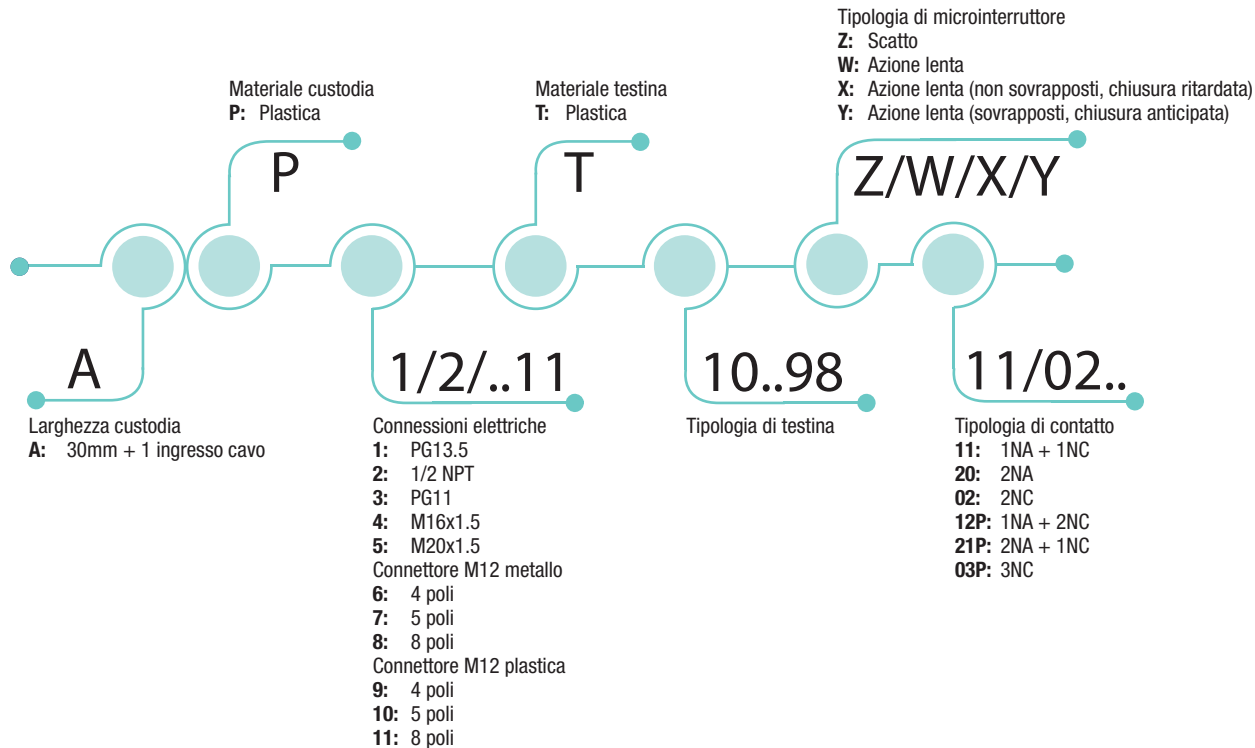 Tipologia di microinterruttore
Z: Scatto
W: Azione lenta
X: Azione lenta (non sovrapposti, chiusura ritardata)
Y: Azione lenta (sovrapposti, chiusura anticipata)
Materiale custodia
P: Plastica
Materiale testina
T: Plastica
P
T
Z/W/X/Y
A
1/2/..11
10..98
11/02..
Larghezza custodia
A: 30mm + 1 ingresso cavo
Connessioni elettriche
1: PG13.5
2: 1/2 NPT
3: PG11
4: M16x1.5
5: M20x1.5
Connettore M12 metallo
6: 4 poli
7: 5 poli
8: 8 poli
Connettore M12 plastica
9: 4 poli
10: 5 poli
11: 8 poli
Tipologia di testina
Tipologia di contatto
11: 1NA + 1NC
20: 2NA
02: 2NC
12P: 1NA + 2NC
21P: 2NA + 1NC
03P: 3NC